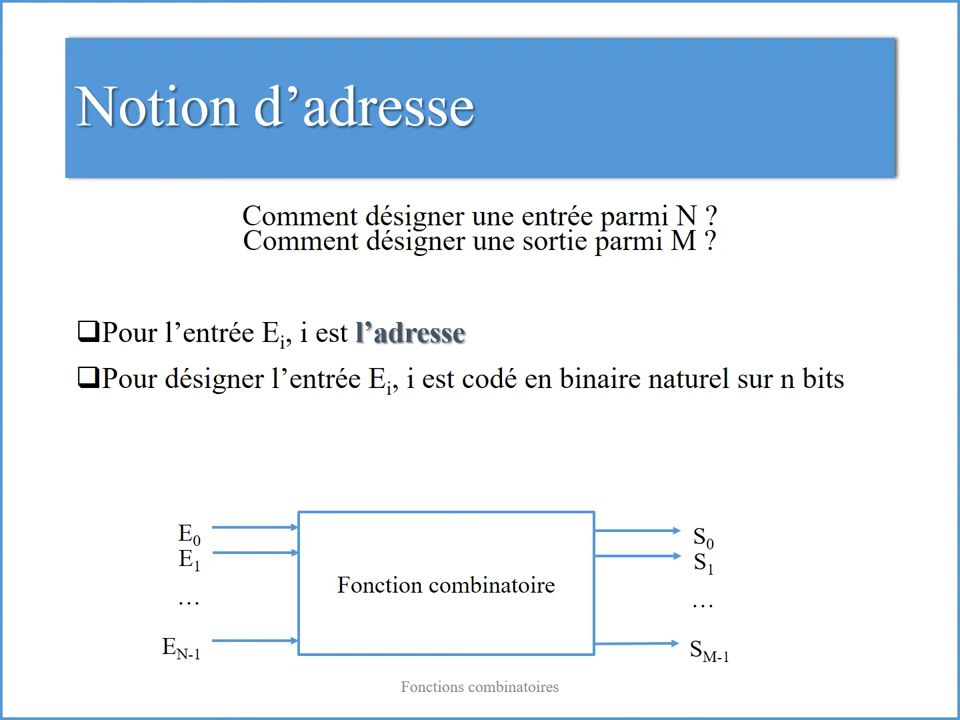 Notion d’adresse
Comment désigner une entrée parmi N ?
Comment désigner une sortie parmi M ?
❑Pour l’entrée Ei, i est l’adresse
❑Pour désigner l’entrée Ei, i est codé en binaire naturel sur n bits
E0
E1
…
EN-1
Fonction combinatoire
S0
S1
…
SM-1
Fonctions combinatoires